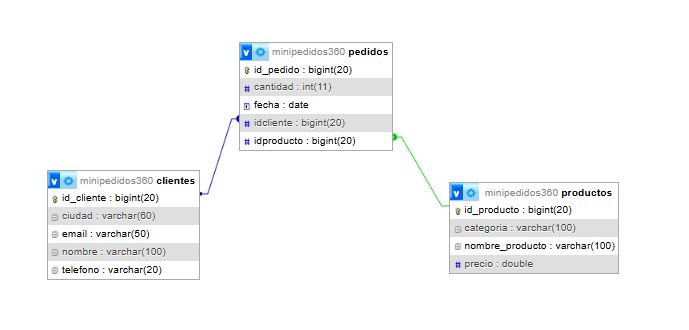 minipedidos360 pedidos
id_pedido : bigint(20)
cantidad : int(11)
fecha : date
idcliente : bigint(20)
idproducto : bigint(20)
minipedidos360 clientes
id_cliente : bigint(20)
ciudad : varchar(60)
email : varchar(50)
nombre : varchar(100)
telefono : varchar(20)
minipedidos360 productos
id_producto : bigint(20)
categoria : varchar(100)
nombre_producto : varchar(100)
precio : double